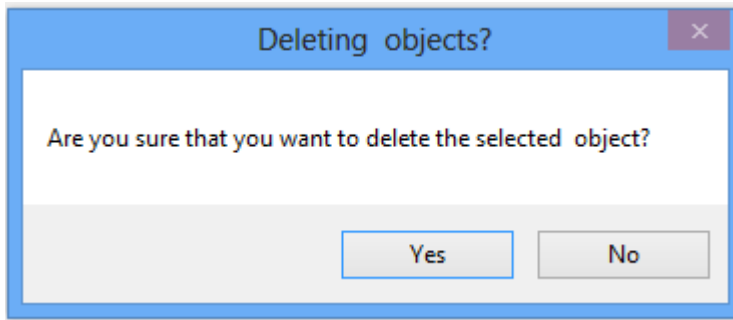 Deleting  objects?
Are you sure that you want to delete the selected  object?
Yes No